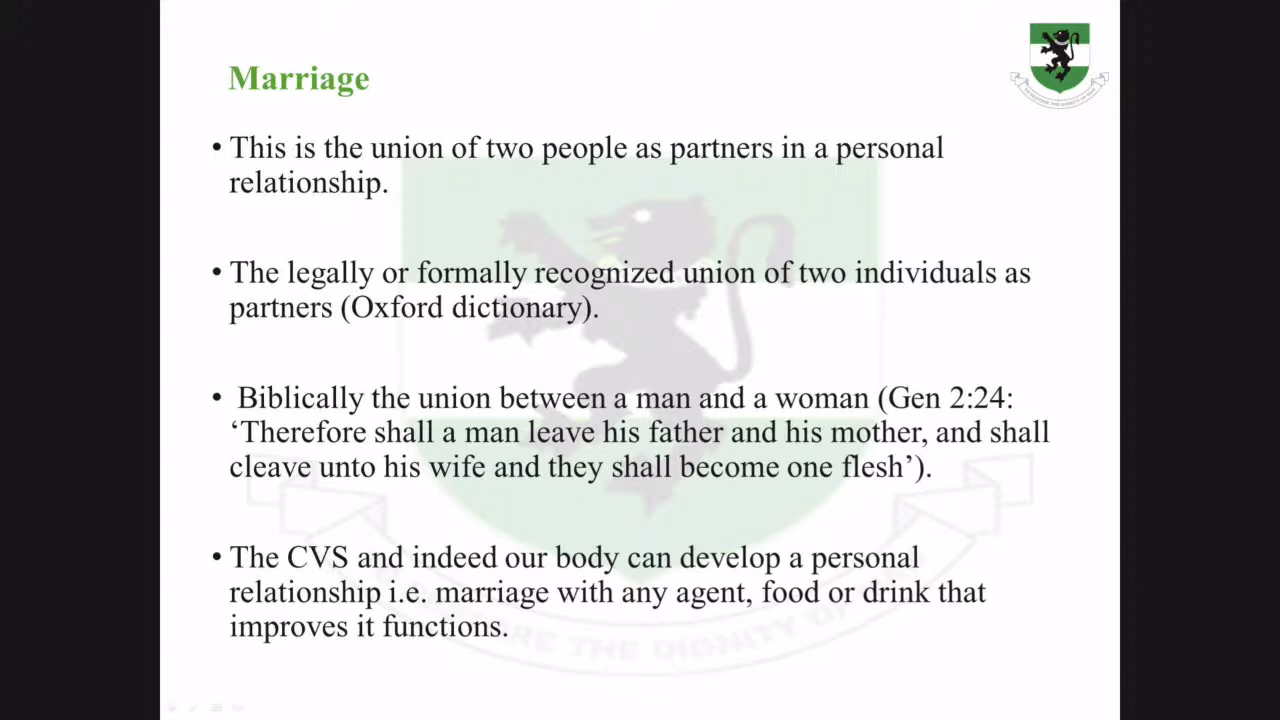 Marriage
• This is the union of two people as partners in a personal
relationship.
• The legally or formally recognized union of two individuals as
partners (Oxford dictionary).
• Biblically the union between a man and a woman (Gen 2:24:
‘Therefore shall a man leave his father and his mother, and shall
cleave unto his wife and they shall become one flesh’).
• The CVS and indeed our body can develop a personal
relationship i.e. marriage with any agent, food or drink that
improves it functions.
THE DIGNITY OF